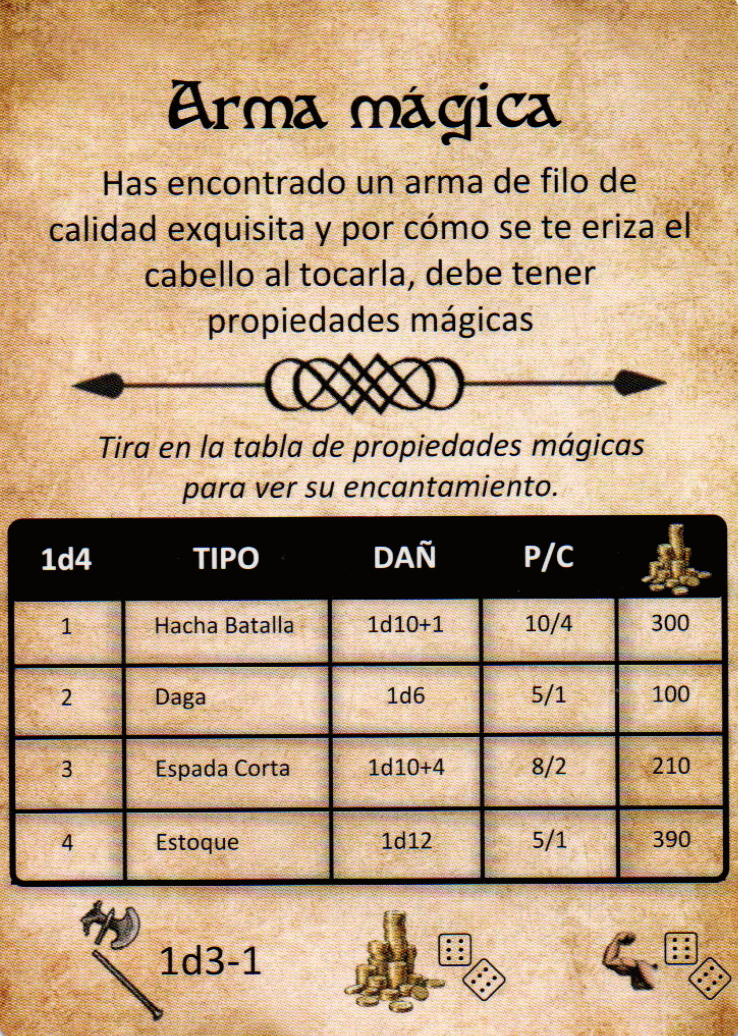 Arma mágica
Has encontrado un arma de filo de
calidad exquisita y por cómo se te eriza el
cabello al tocarla, debe tener
propiedades mágicas
Tira en la tabla de propiedades mágicas
para ver su encantamiento.
1d4 TIPO DAÑ P/C
1 Hacha Batalla 1d10+1 10/4 300
2 Daga 1d6 5/1 100
3 Espada Corta 1d10+4 8/2 210
4 Estoque 1d12 5/1 390
1d3-1